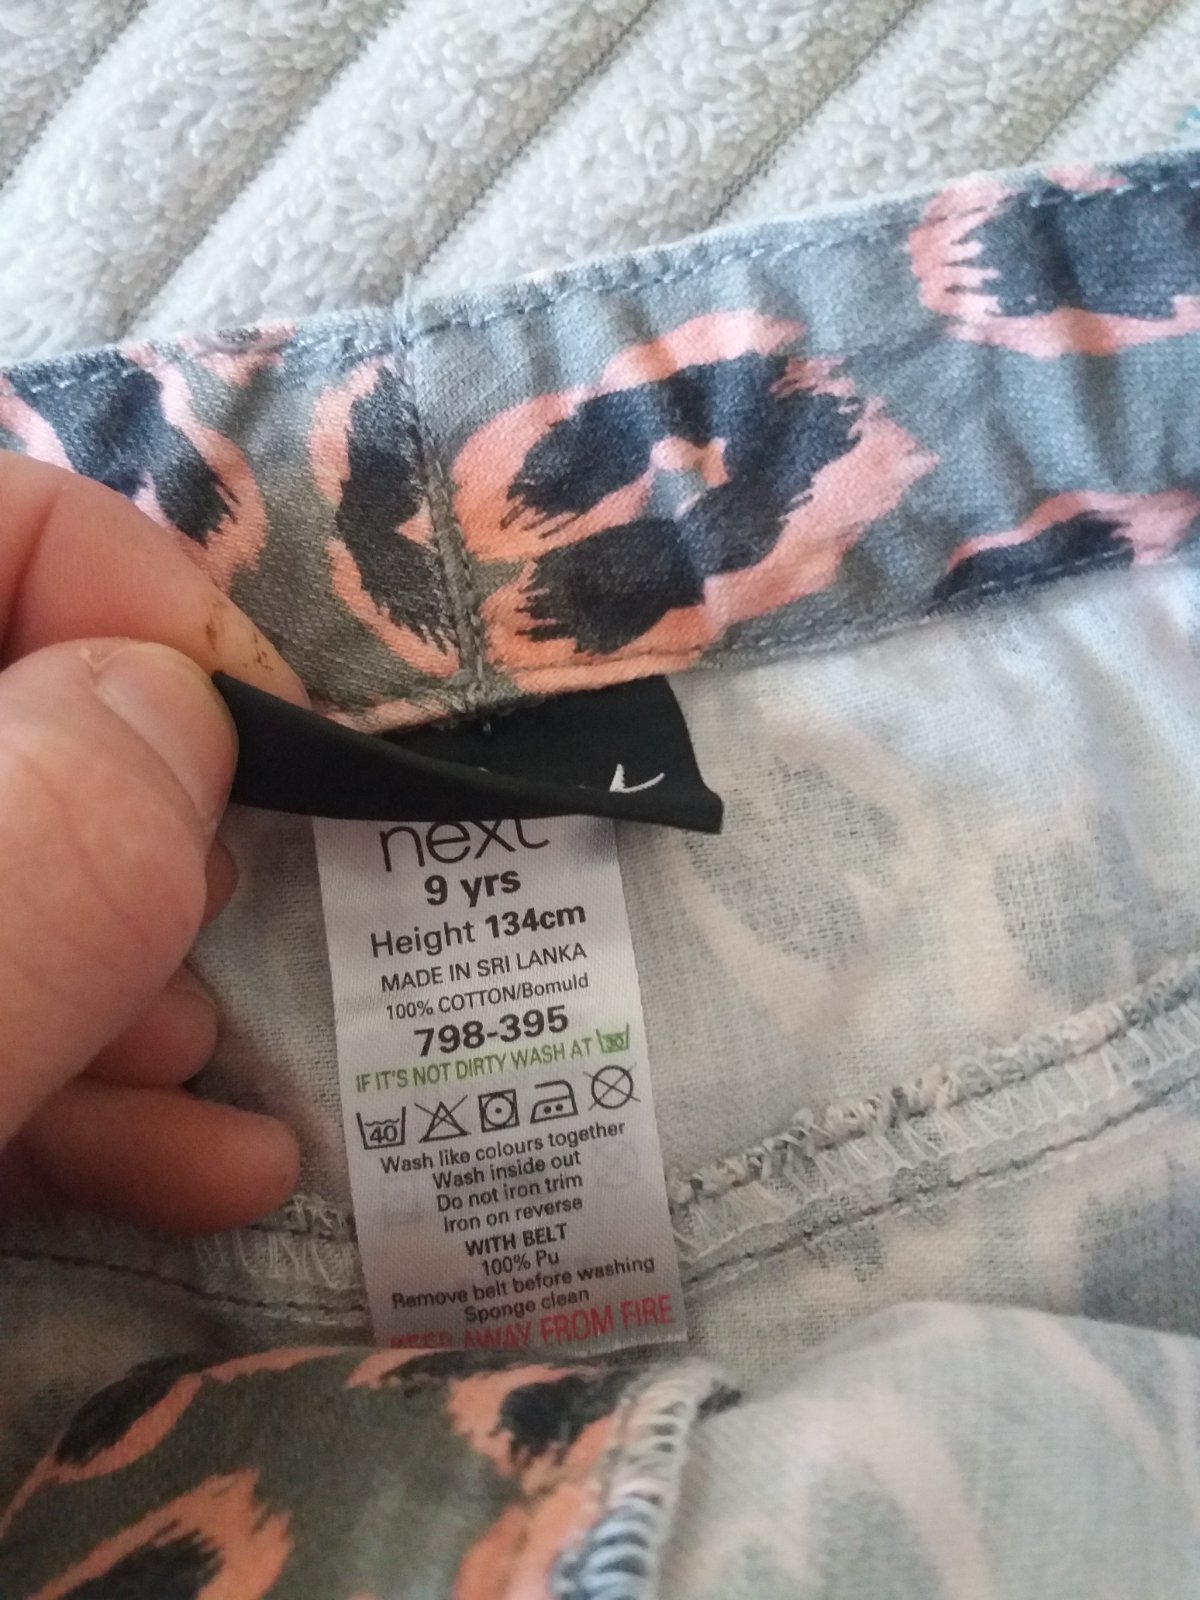 next
9 yrs
Height 134cm
MADE IN SRI LANKA
100% COTTON/Bomuld
798-395
IF IT'S NOT DIRTY WASH AT 30
40
Wash like colours together
Wash inside out
Do not iron trim
Iron on reverse
WITH BELT
100% Pu
Remove belt before washing
Sponge clean
KEEP AWAY FROM FIRE